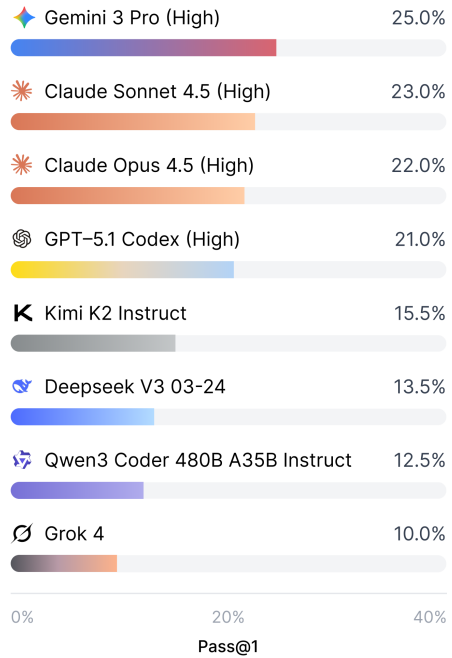 Gemini 3 Pro (High) 25.0%
Claude Sonnet 4.5 (High) 23.0%
Claude Opus 4.5 (High) 22.0%
GPT–5.1 Codex (High) 21.0%
Kimi K2 Instruct 15.5%
Deepseek V3 03-24 13.5%
Qwen3 Coder 480B A35B Instruct 12.5%
Grok 4 10.0%
0% 20% 40%
Pass@1